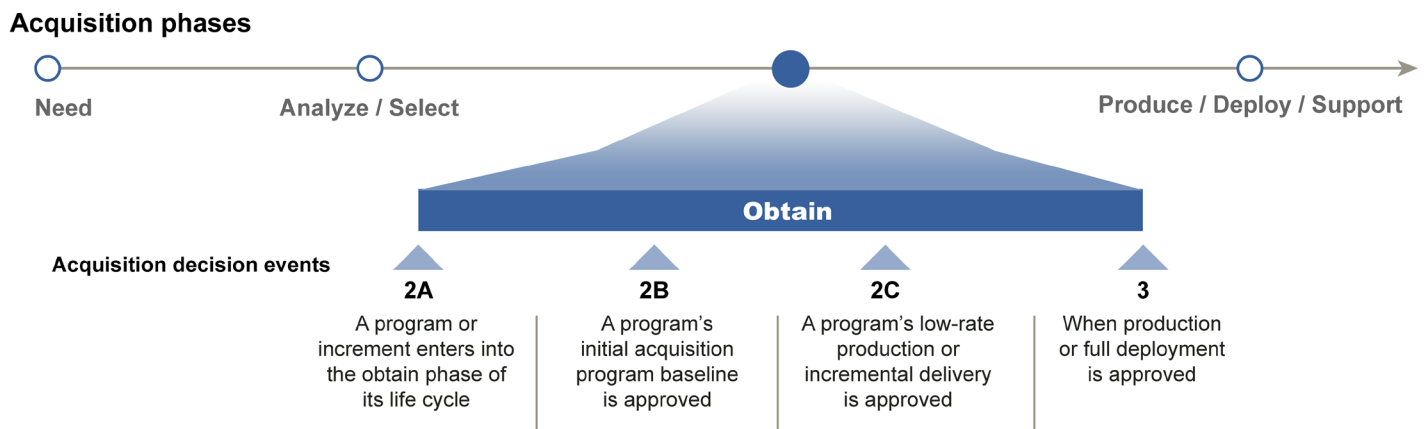 Acquisition phases
Need
Analyze / Select
Produce / Deploy / Support
Obtain
Acquisition decision events
2A
A program or
increment enters into
the obtain phase of
its life cycle
2B
A program’s
initial acquisition
program baseline
is approved
2C
A program’s low-rate
production or
incremental delivery
is approved
3
When production
or full deployment
is approved